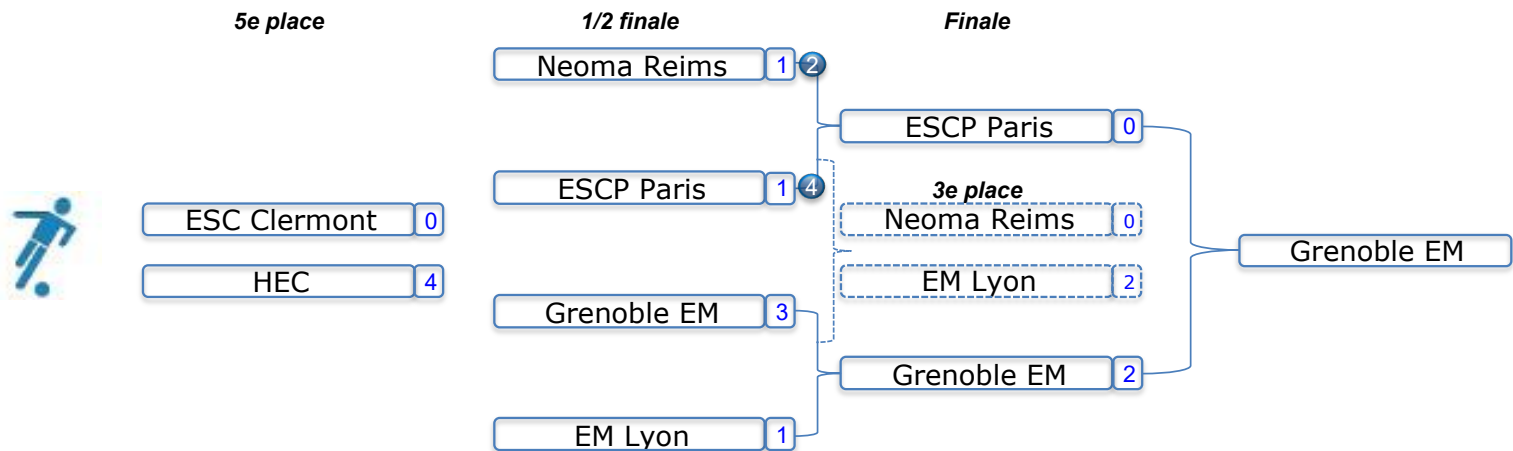 5e place
1/2 finale
Finale
Neoma Reims 1 2
ESCP Paris 0
ESCP Paris 1 4
3e place
ESC Clermont 0
Neoma Reims 0
Grenoble EM
HEC 4
EM Lyon 2
Grenoble EM 3
Grenoble EM 2
EM Lyon 1